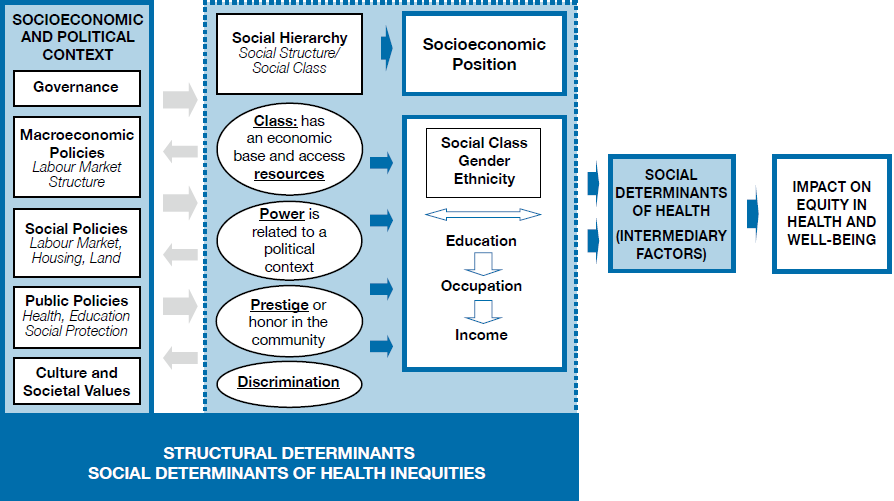 SOCIOECONOMIC
AND POLITICAL
CONTEXT
Governance
Macroeconomic
Policies
Labour Market
Structure
Social Policies
Labour Market,
Housing, Land
Public Policies
Health, Education
Social Protection
Culture and
Societal Values
Social Hierarchy
Social Structure/
Social Class
Class: has
an economic
base and access
resources
Power is
related to a
political
context
Prestige or
honor in the
community
Discrimination
Socioeconomic
Position
Social Class
Gender
Ethnicity
Education
Occupation
Income
SOCIAL
DETERMINANTS
OF HEALTH
(INTERMEDIARY
FACTORS)
IMPACT ON
EQUITY IN
HEALTH AND
WELL-BEING
STRUCTURAL DETERMINANTS
SOCIAL DETERMINANTS OF HEALTH INEQUITIES